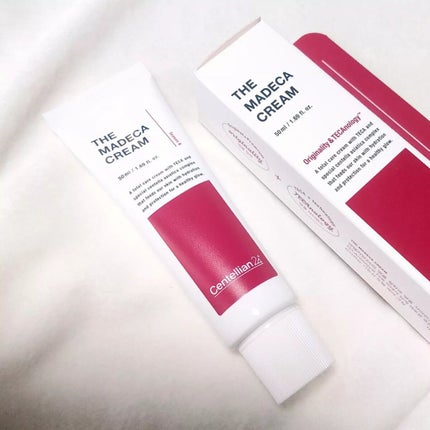 THE
MADECA
CREAM
50ml / 1.69 fl. oz.
A total care cream with TECA and
special centella asiatica complex
that feeds our skin with hydration
and protection for a healthy glow.
Centellian24
THE
MADECA
CREAM
50ml / 1.69 fl. oz.
Originality & TECAnology™
A total care cream with TECA and
special centella asiatica complex
that feeds our skin with hydration
and protection for a healthy glow.